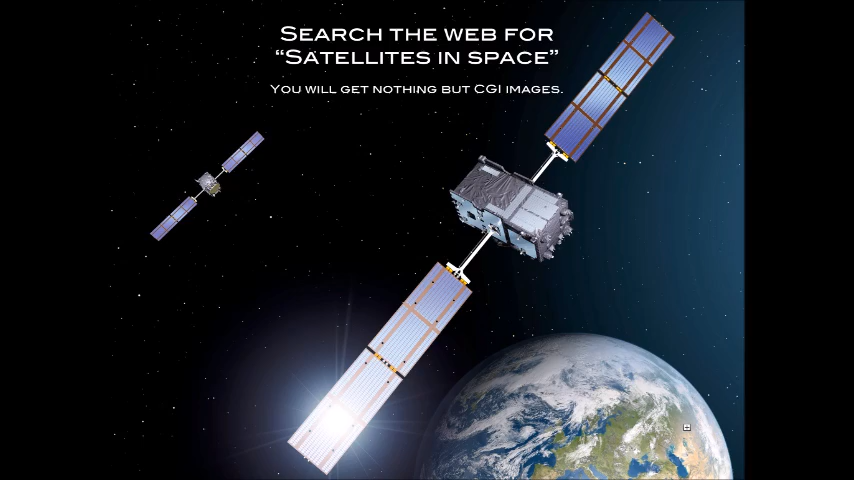 Search the web for
“Satellites in space”
You will get nothing but CGI images.